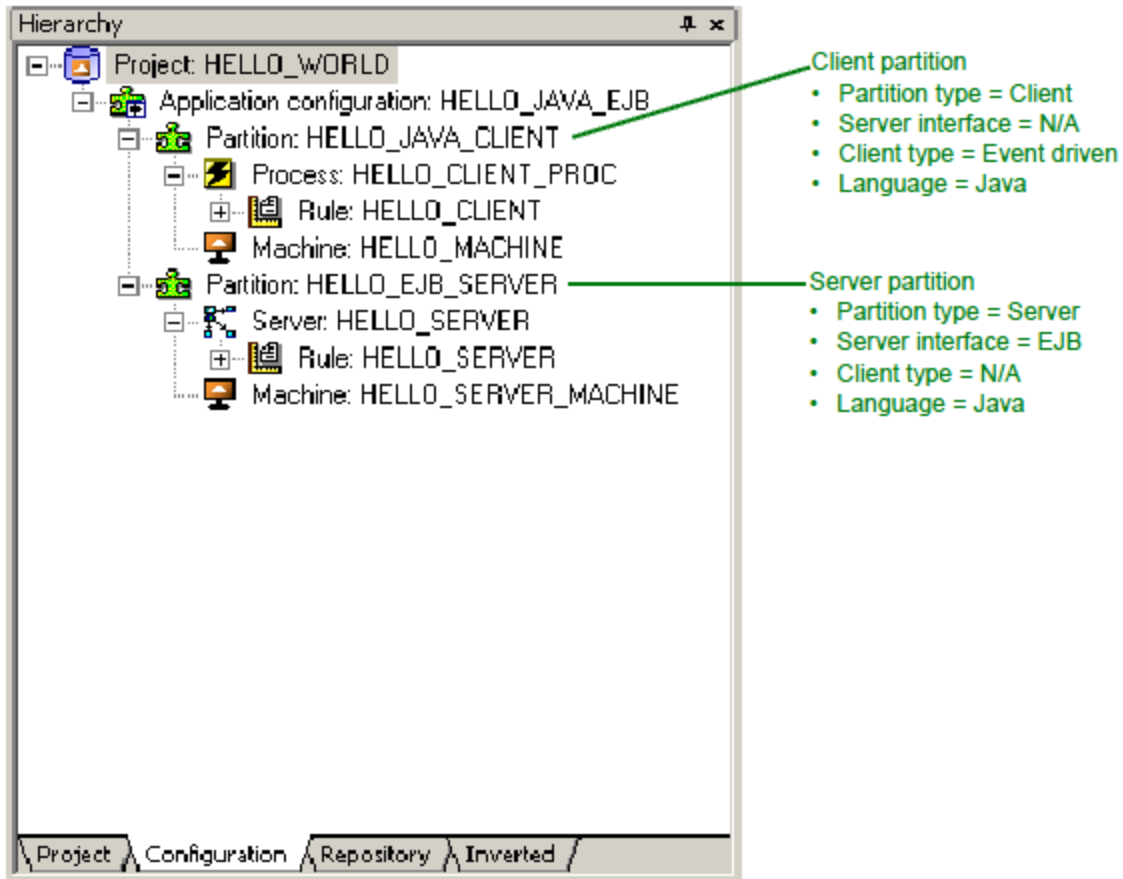 Hierarchy
Project: HELLO_WORLD
Application configuration: HELLO_JAVA_EJB
Partition: HELLO_JAVA_CLIENT
Process: HELLO_CLIENT_PROC
Rule: HELLO_CLIENT
Machine: HELLO_MACHINE
Partition: HELLO_EJB_SERVER
Server: HELLO_SERVER
Rule: HELLO_SERVER
Machine: HELLO_SERVER_MACHINE
Project Configuration Repository Inverted
Client partition
• Partition type = Client
• Server interface = N/A
• Client type = Event driven
• Language = Java
Server partition
• Partition type = Server
• Server interface = EJB
• Client type = N/A
• Language = Java